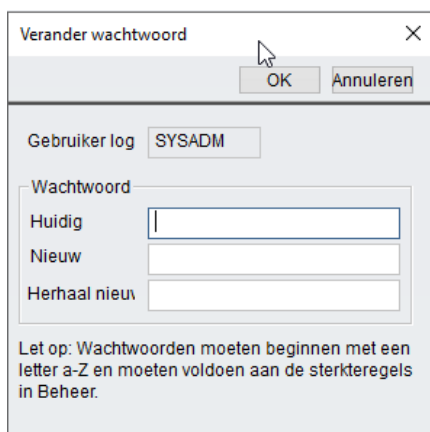 Verander wachtwoord
OK Annuleren
Gebruiker log SYSADM
Wachtwoord
Huidig
Nieuw
Herhaal nieuw
Let op: Wachtwoorden moeten beginnen met een
letter a-Z en moeten voldoen aan de sterkteregels
in Beheer.